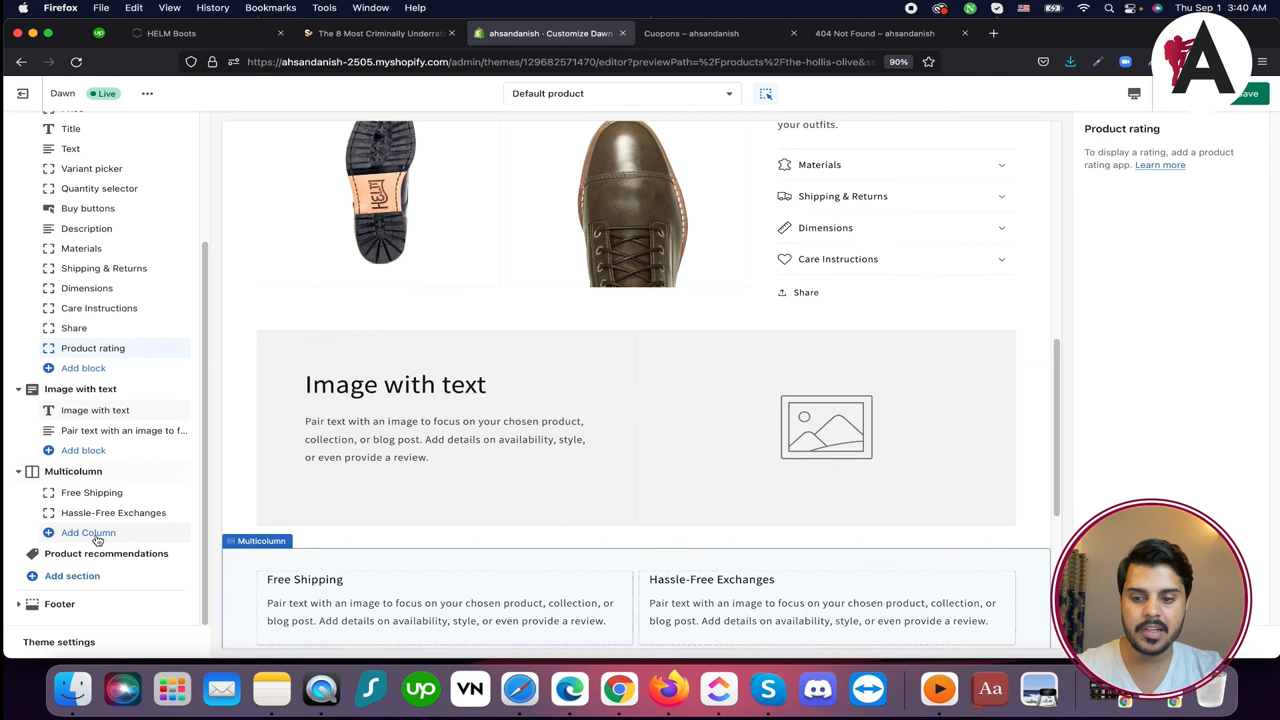 Firefox File Edit View History Bookmarks Tools Window Help Thu Sep 1 3:40 AM
up HELM Boots × The 8 Most Criminally Underrat × ahsandanish · Customize Dawn × Cuopons – ahsandanish × 404 Not Found – ahsandanish × +
https://ahsandanish-2505.myshopify.com/admin/themes/129682571470/editor?previewPath=%2Fproducts%2Fthe-hollis-olive&se 90%
A
Dawn Live ••• Default product ave
Title
Text
Variant picker
Quantity selector
Buy buttons
Description
Materials
Shipping & Returns
Dimensions
Care Instructions
Share
Product rating
Add block
Image with text
Image with text
Pair text with an image to f...
Add block
Multicolumn
Free Shipping
Hassle-Free Exchanges
Add Column
Product recommendations
Add section
Footer
Theme settings
HELM
your outfits.
Materials
Shipping & Returns
Dimensions
Care Instructions
Share
Image with text
Pair text with an image to focus on your chosen product,
collection, or blog post. Add details on availability, style,
or even provide a review.
Multicolumn
Free Shipping
Pair text with an image to focus on your chosen product, collection, or
blog post. Add details on availability, style, or even provide a review.
Hassle-Free Exchanges
Pair text with an image to focus on your chosen product, collection, or
blog post. Add details on availability, style, or even provide a review.
Product rating
To display a rating, add a product
rating app. Learn more
up VN S Aa